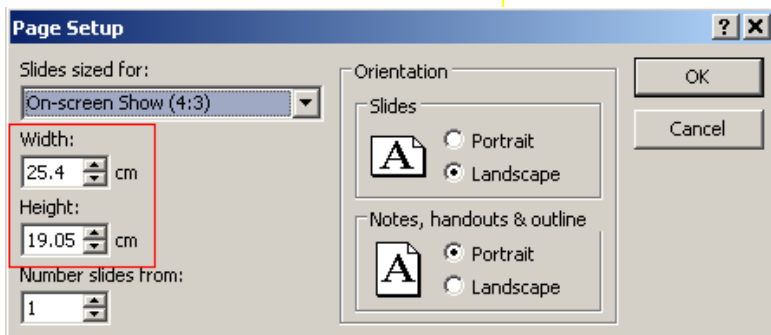 Page Setup
Slides sized for:
On-screen Show (4:3)
Width:
25.4 cm
Height:
19.05 cm
Number slides from:
1
Orientation
Slides
A
Portrait
Landscape
Notes, handouts & outline
A
Portrait
Landscape
OK
Cancel